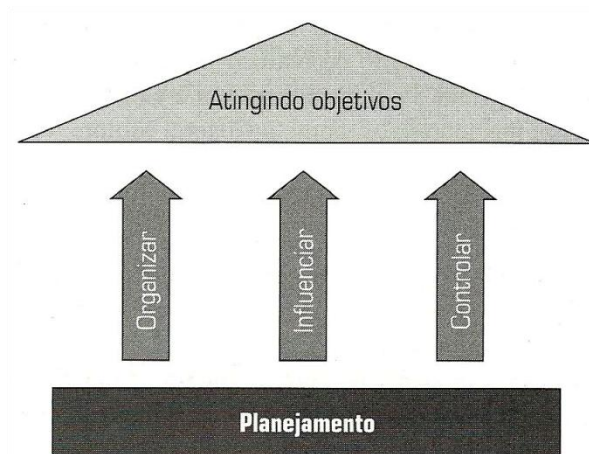 Atingindo objetivos
Organizar
Influenciar
Controlar
Planejamento